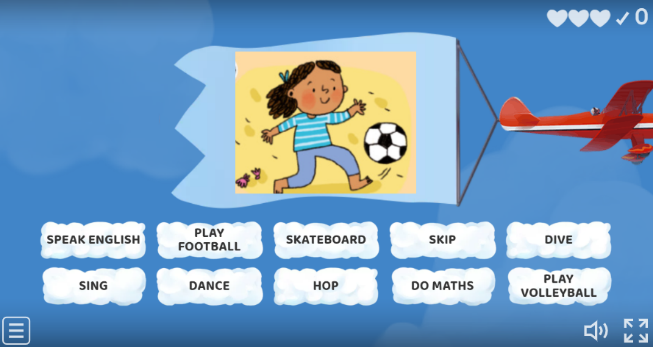 ✓ 0
SPEAK ENGLISH
PLAY
FOOTBALL
SKATEBOARD
SKIP
DIVE
SING
DANCE
HOP
DO MATHS
PLAY
VOLLEYBALL